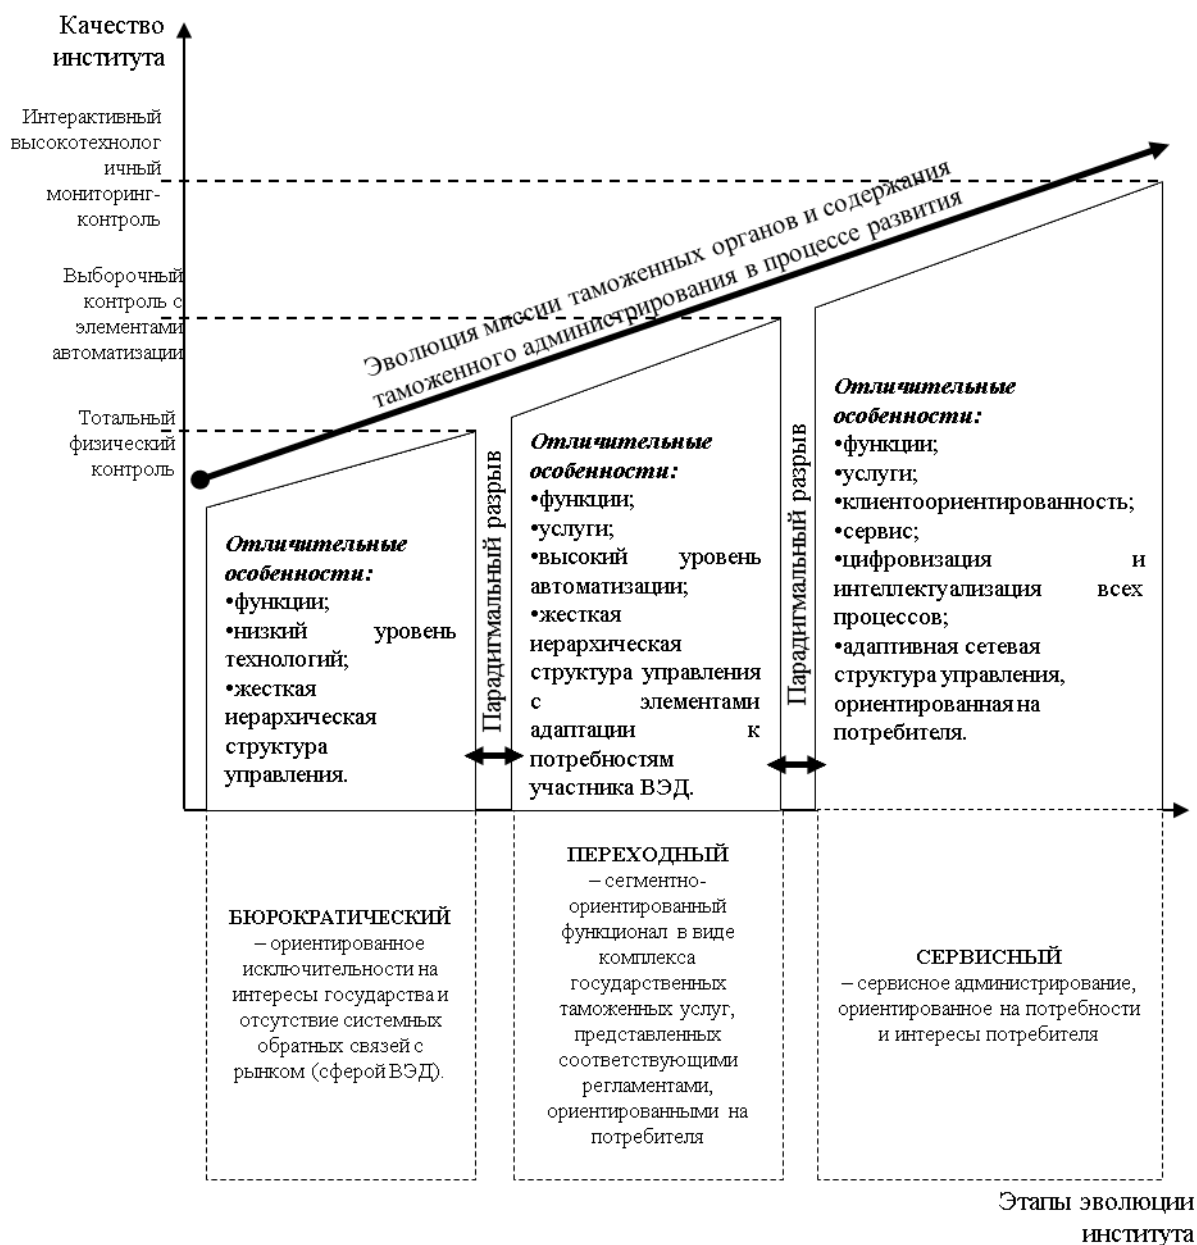 Качество
института
Интерактивный
высокотехнолог
ичный
мониторинг-
контроль
Выборочный
контроль с
элементами
автоматизации
Тотальный
физический
контроль
Эволюция миссии таможенных органов и содержания
таможенного администрирования в процессе развития
Отличительные
особенности:
•функции;
•низкий уровень
технологий;
•жесткая
иерархическая
структура
управления.
Парадигмальный разрыв
Отличительные
особенности:
•функции;
•услуги;
•высокий уровень
автоматизации;
•жесткая
иерархическая
структура управления
с элементами
адаптации к
потребностям
участника ВЭД.
Парадигмальный разрыв
Отличительные
особенности:
•функции;
•услуги;
•клиентоориентированность;
•сервис;
•цифровизация и
интеллектуализация всех
процессов;
•адаптивная сетевая
структура управления,
ориентированная на
потребителя.
БЮРОКРАТИЧЕСКИЙ
– ориентированное
исключительности на
интересы государства и
отсутствие системных
обратных связей с
рынком (сферой ВЭД).
ПЕРЕХОДНЫЙ
– сегментно-
ориентированный
функционал в виде
комплекса
государственных
таможенных услуг,
представленных
соответствующими
регламентами,
ориентированными на
потребителя
СЕРВИСНЫЙ
– сервисное администрирование,
ориентированное на потребности
и интересы потребителя
Этапы эволюции
института